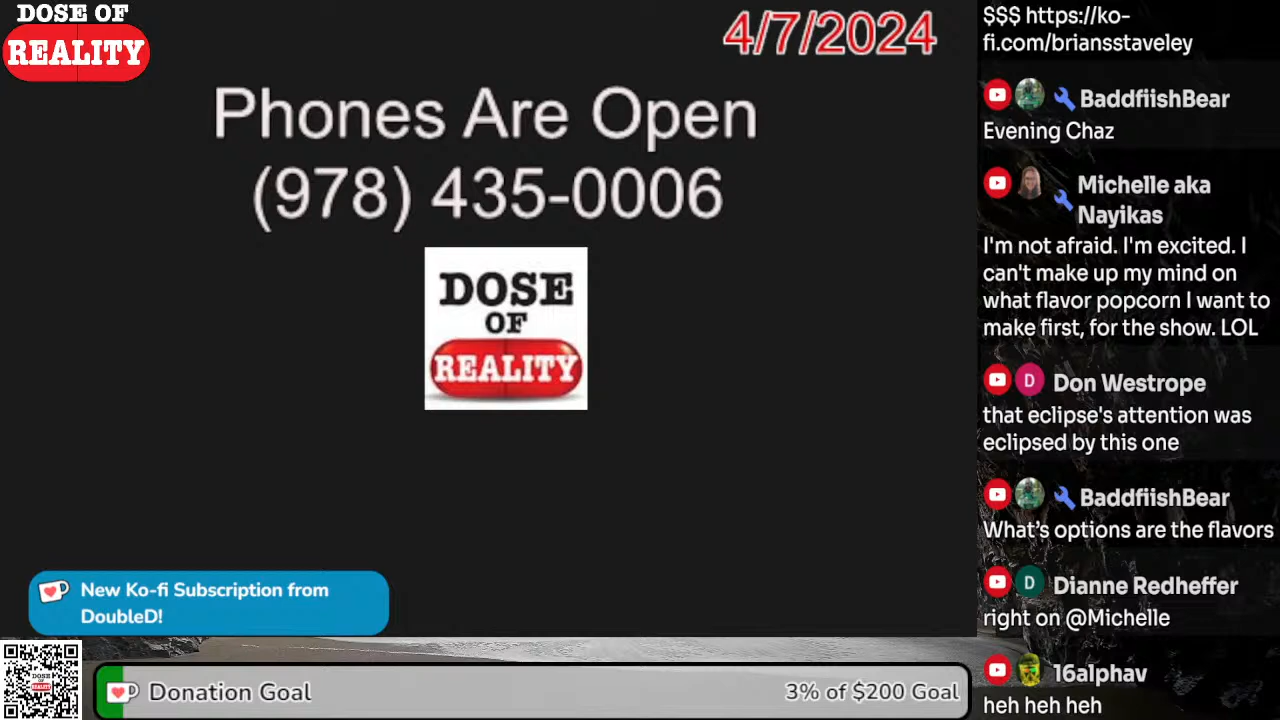 DOSE OF
REALITY
4/7/2024
Phones Are Open
(978) 435-0006
DOSE
OF
REALITY
New Ko-fi Subscription from
DoubleD!
Donation Goal
3% of $200 Goal
$$$ https://ko-
fi.com/briansstaveley
BaddfiishBear
Evening Chaz
Michelle aka
Nayikas
I'm not afraid. I'm excited. I
can't make up my mind on
what flavor popcorn I want to
make first, for the show. LOL
D
Don Westrope
that eclipse's attention was
eclipsed by this one
BaddfiishBear
What's options are the flavors
D
Dianne Redheffer
right on @Michelle
16alphav
heh heh heh